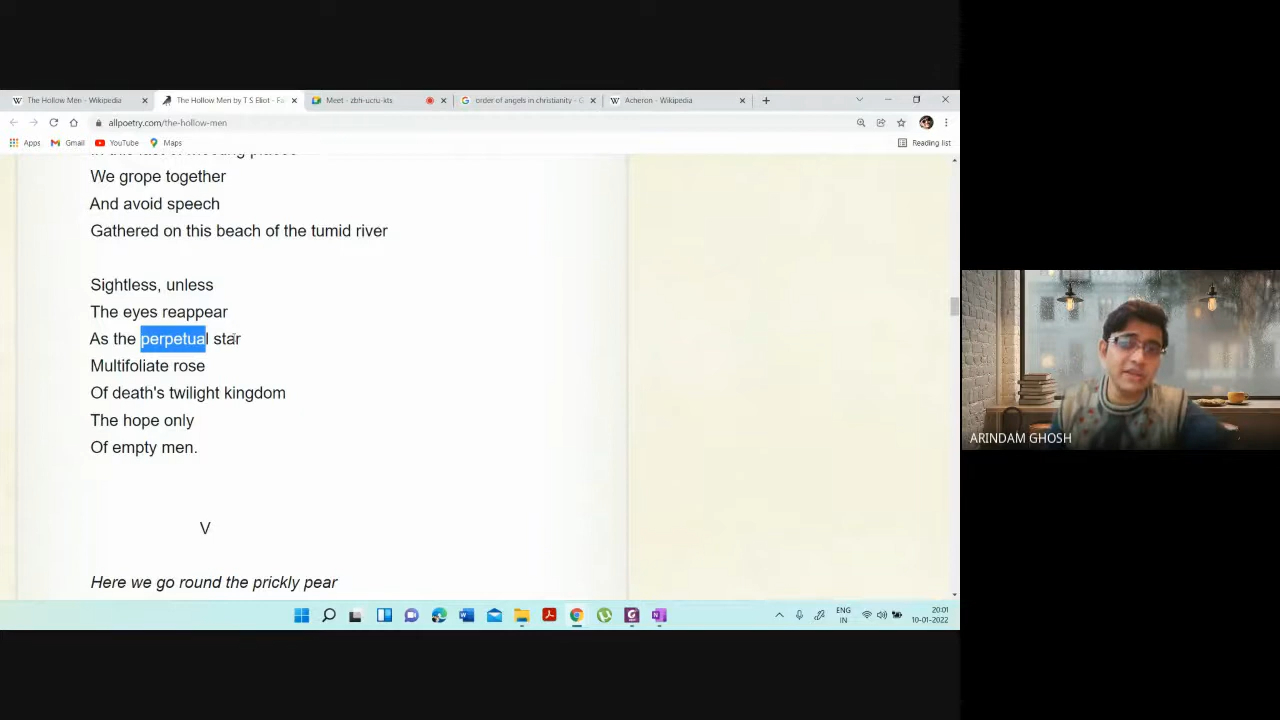 The Hollow Men - Wikipedia
The Hollow Men by T S Eliot - Fa
Meet - zbh-ucru-kts
order of angels in christianity - G
Acheron - Wikipedia
allpoetry.com/the-hollow-men
Apps Gmail YouTube Maps Reading list
We grope together
And avoid speech
Gathered on this beach of the tumid river
Sightless, unless
The eyes reappear
As the perpetual star
Multifoliate rose
Of death's twilight kingdom
The hope only
Of empty men.
V
Here we go round the prickly pear
ARINDAM GHOSH
ENG
IN
20:01
10-01-2022